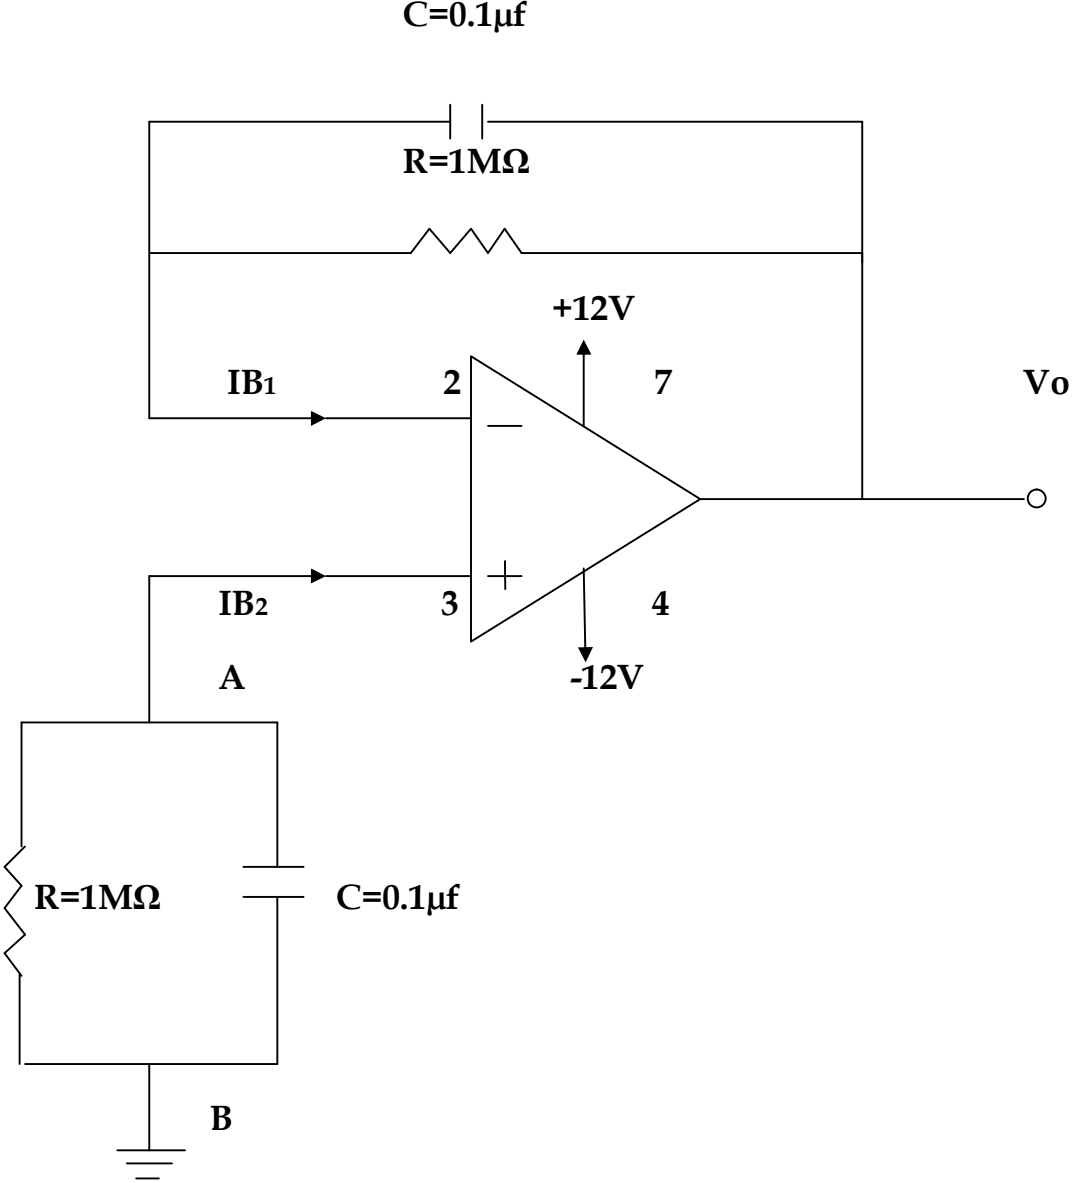 C=0.1µf
R=1MΩ
+12V
IB1 2 7 Vo
IB2 3 4
A -12V
R=1MΩ C=0.1µf
B